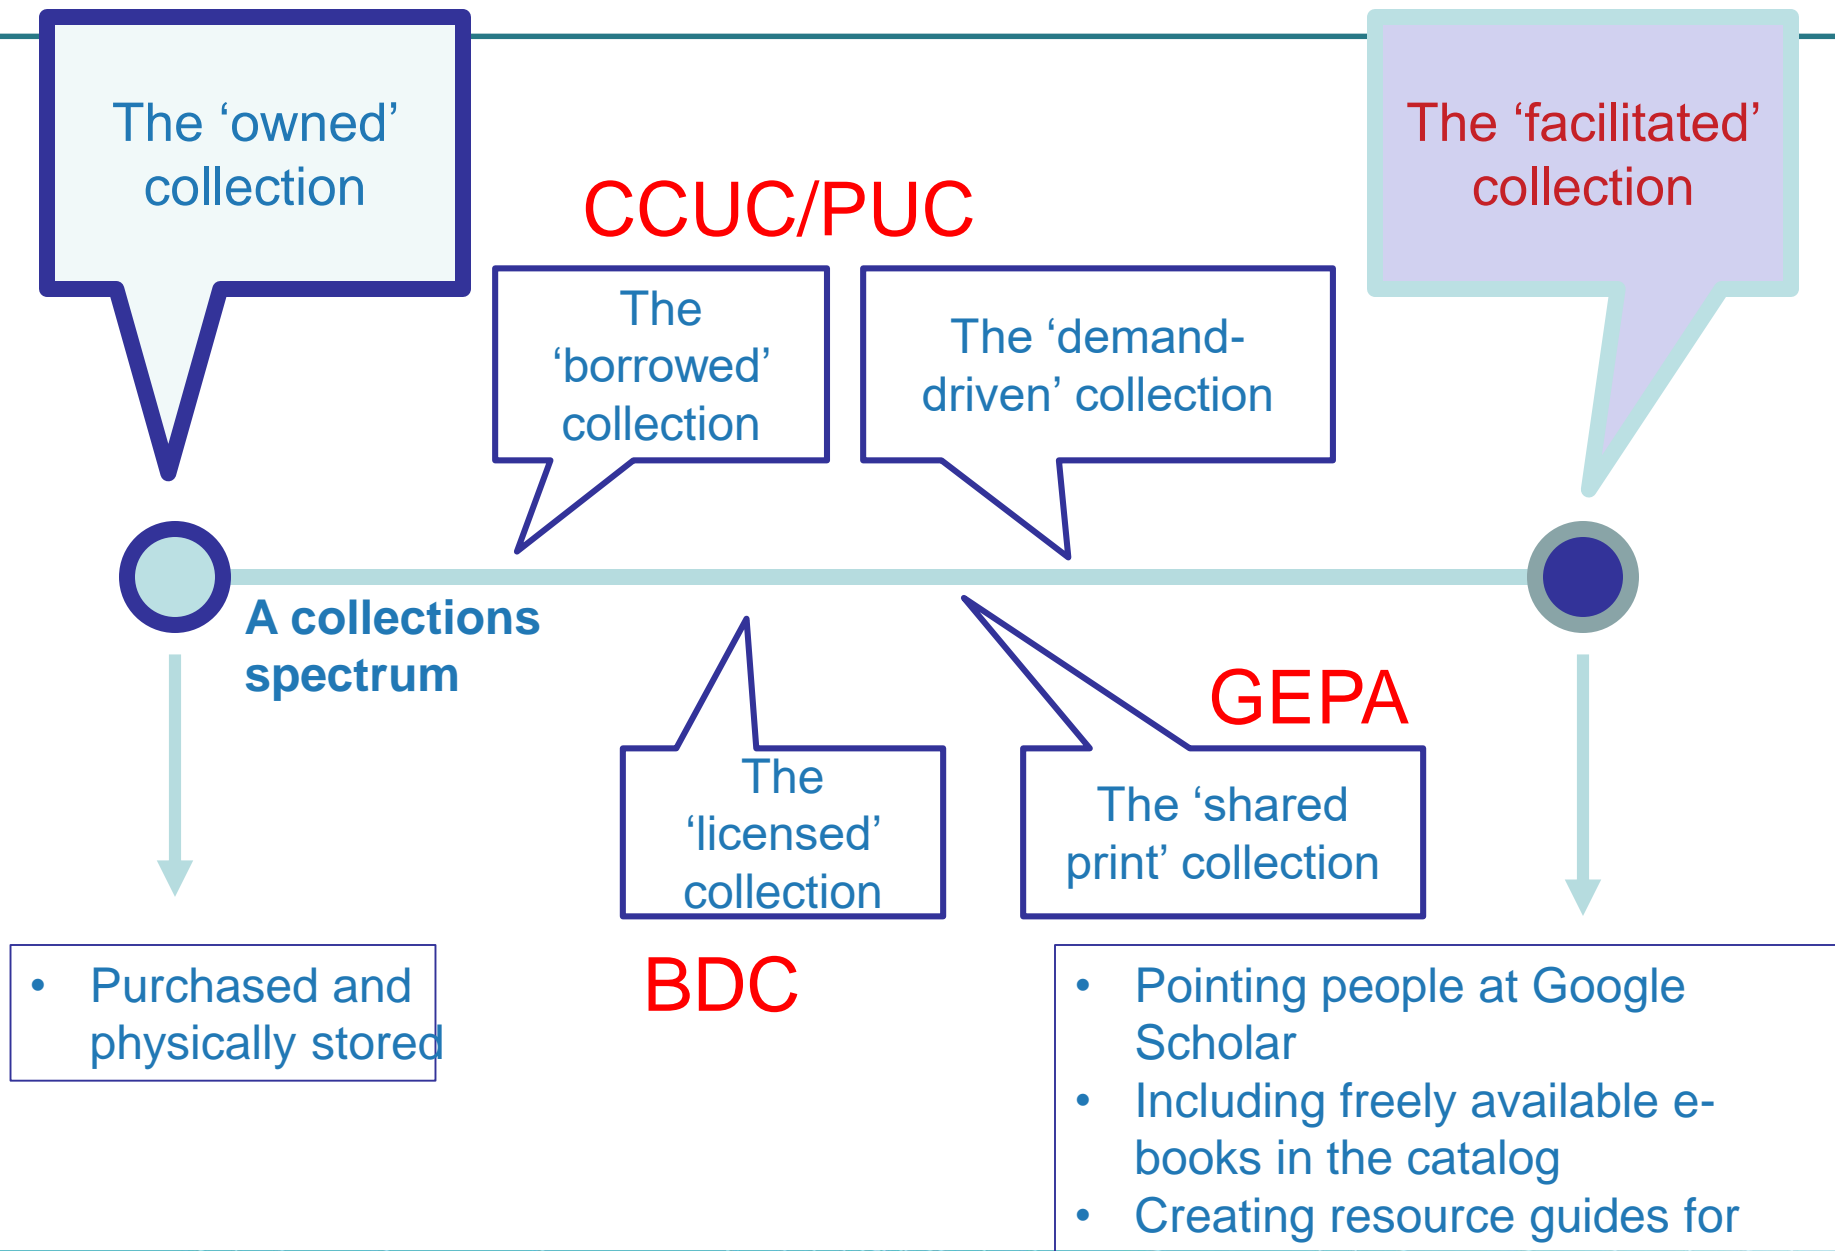 The ‘owned’
collection
The ‘facilitated’
collection
CCUC/PUC
The
‘borrowed’
collection
The ‘demand-
driven’ collection
A collections
spectrum
GEPA
The
‘licensed’
collection
The ‘shared
print’ collection
BDC
• Purchased and
physically stored
• Pointing people at Google
Scholar
• Including freely available e-
books in the catalog
• Creating resource guides for